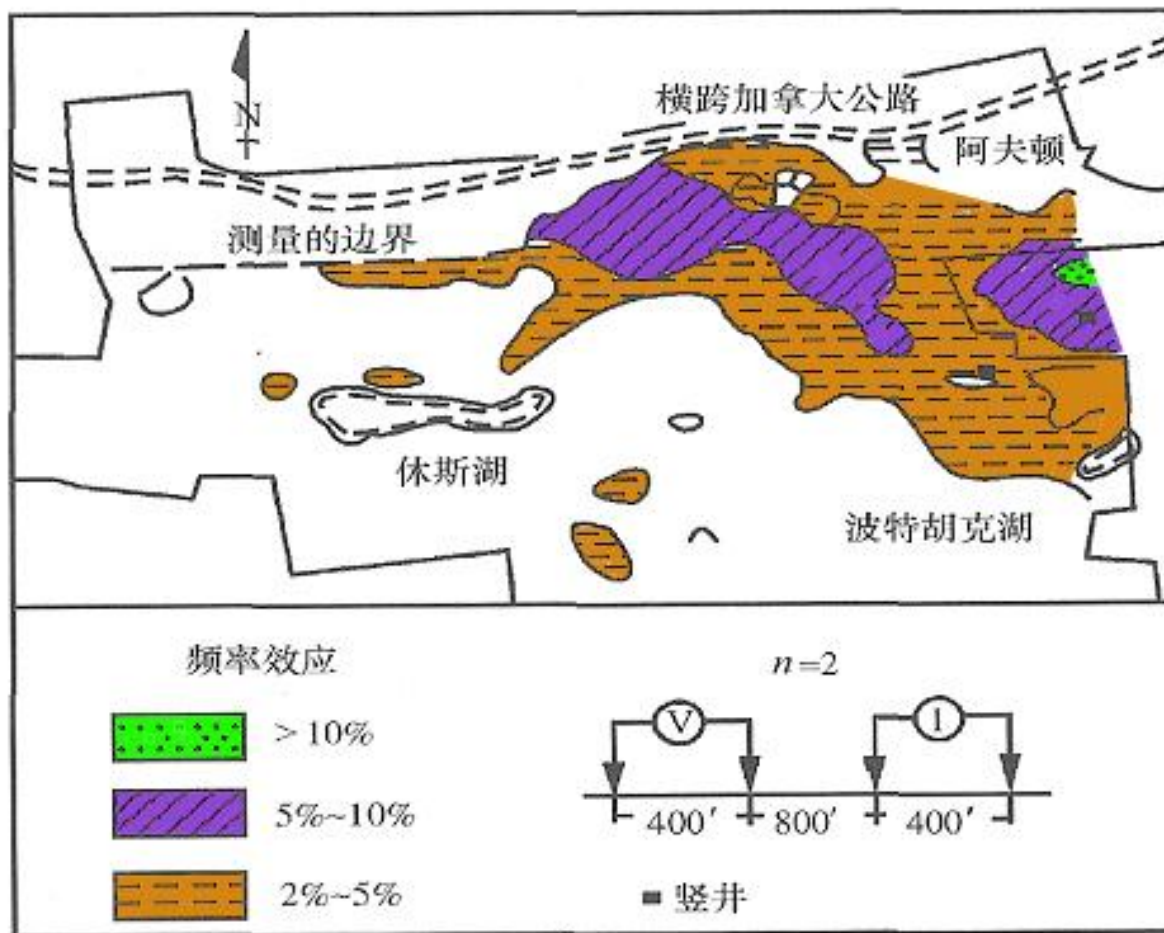 横跨加拿大公路
N
阿夫顿
测量的边界
休斯湖
波特胡克湖
频率效应
n=2
>10%
V
I
5%~10%
400′
800′
400′
2%~5%
竖井